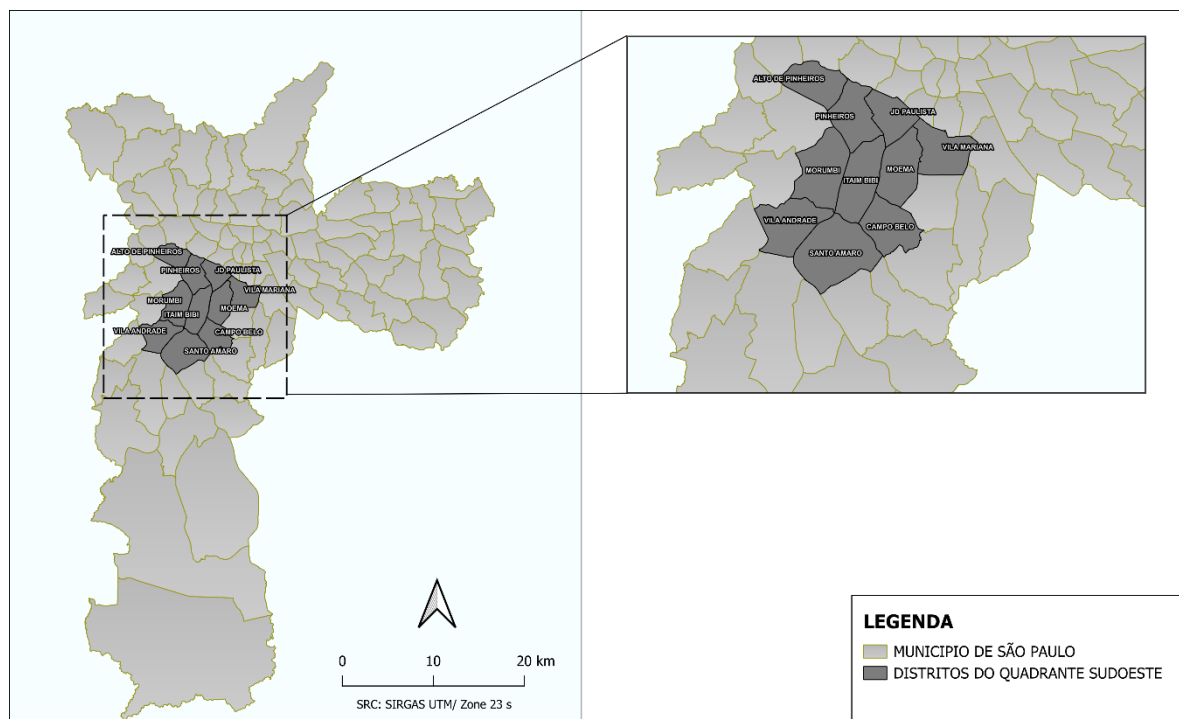 ALTO DE PINHEIROS
PINHEIROS
JD PAULISTA
VILA MARIANA
MORUMBI
ITAIM BIBI
MOEMA
VILA ANDRADE
CAMPO BELO
SANTO AMARO
0 10 20 km
SRC: SIRGAS UTM/ Zone 23 s
ALTO DE PINHEIROS
PINHEIROS
JD PAULISTA
VILA MARIANA
MORUMBI
ITAIM BIBI
MOEMA
VILA ANDRADE
CAMPO BELO
SANTO AMARO
LEGENDA
MUNICIPIO DE SÃO PAULO
DISTRITOS DO QUADRANTE SUDOESTE